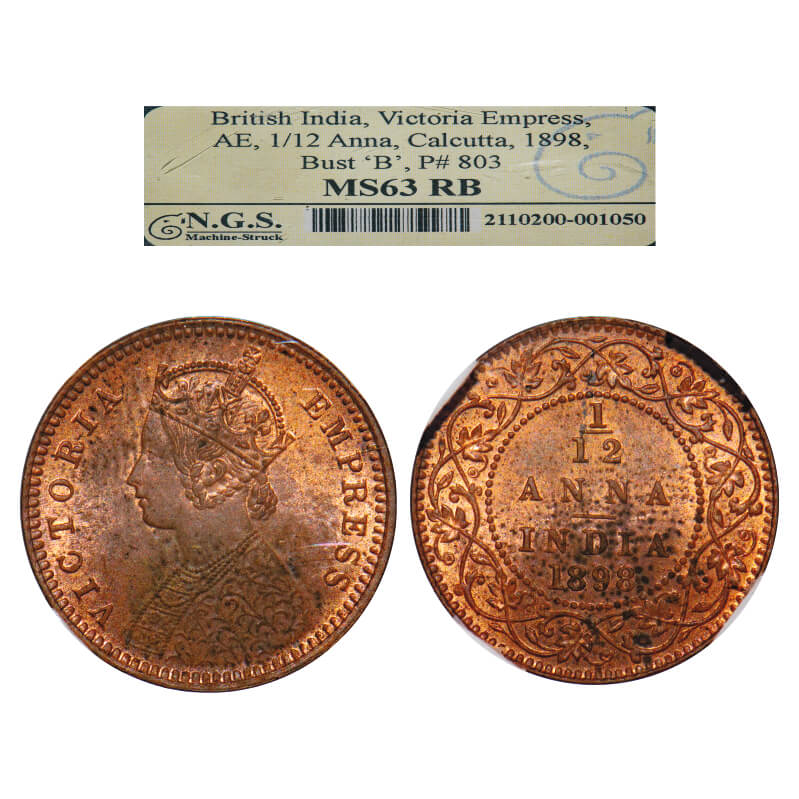 British India, Victoria Empress,
AE, 1/12 Anna, Calcutta, 1898,
Bust ‘B’, P# 803
MS63 RB
N.G.S.
Machine-Struck
2110200-001050
VICTORIA EMPRESS
1
12
ANNA
INDIA
1898